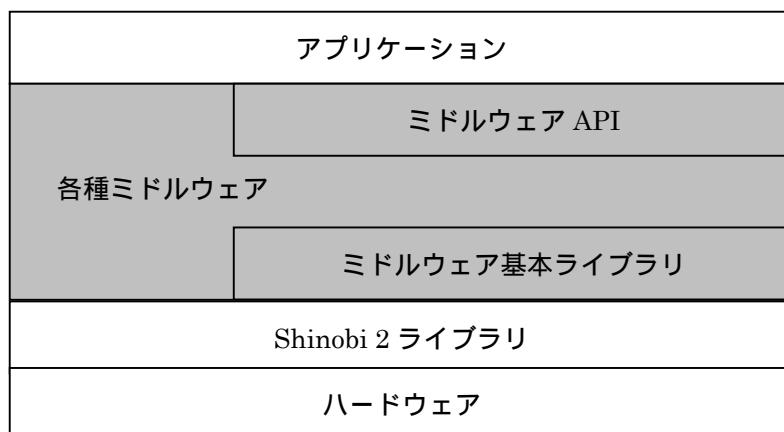 アプリケーション
ミドルウェア API
各種ミドルウェア
ミドルウェア基本ライブラリ
Shinobi 2 ライブラリ
ハードウェア